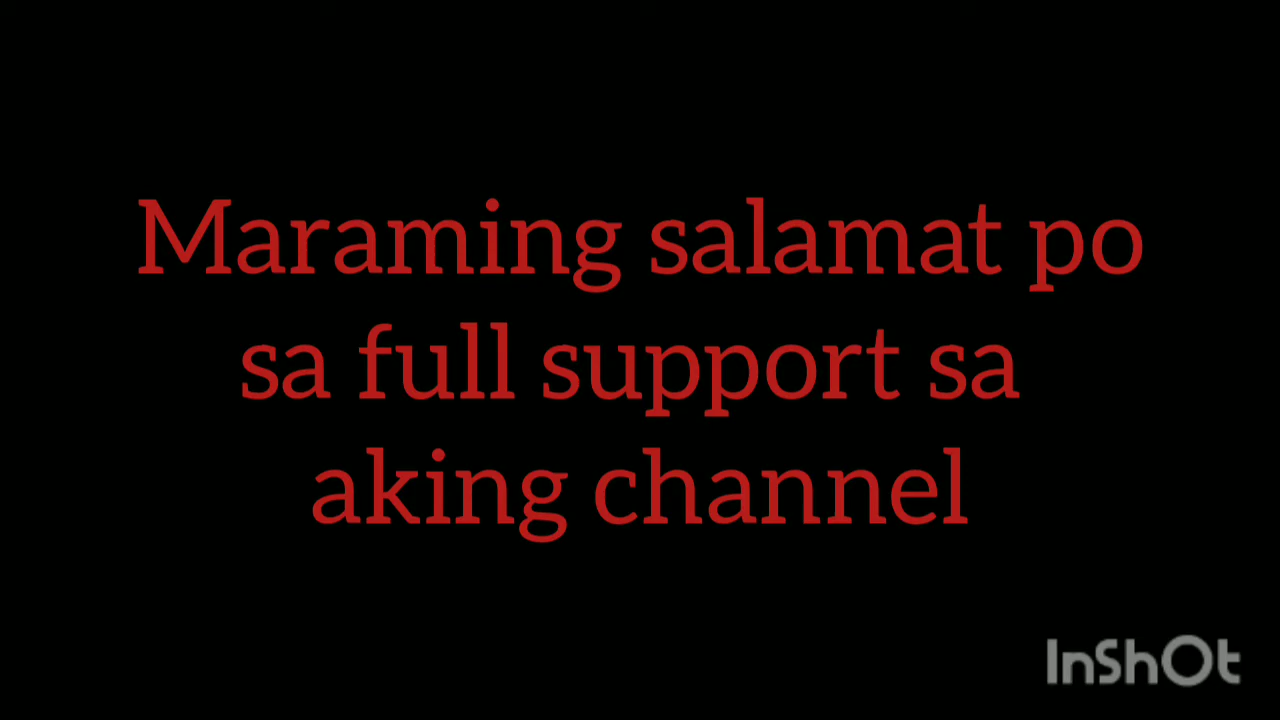 Maraming salamat po
sa full support sa
aking channel
InShOt